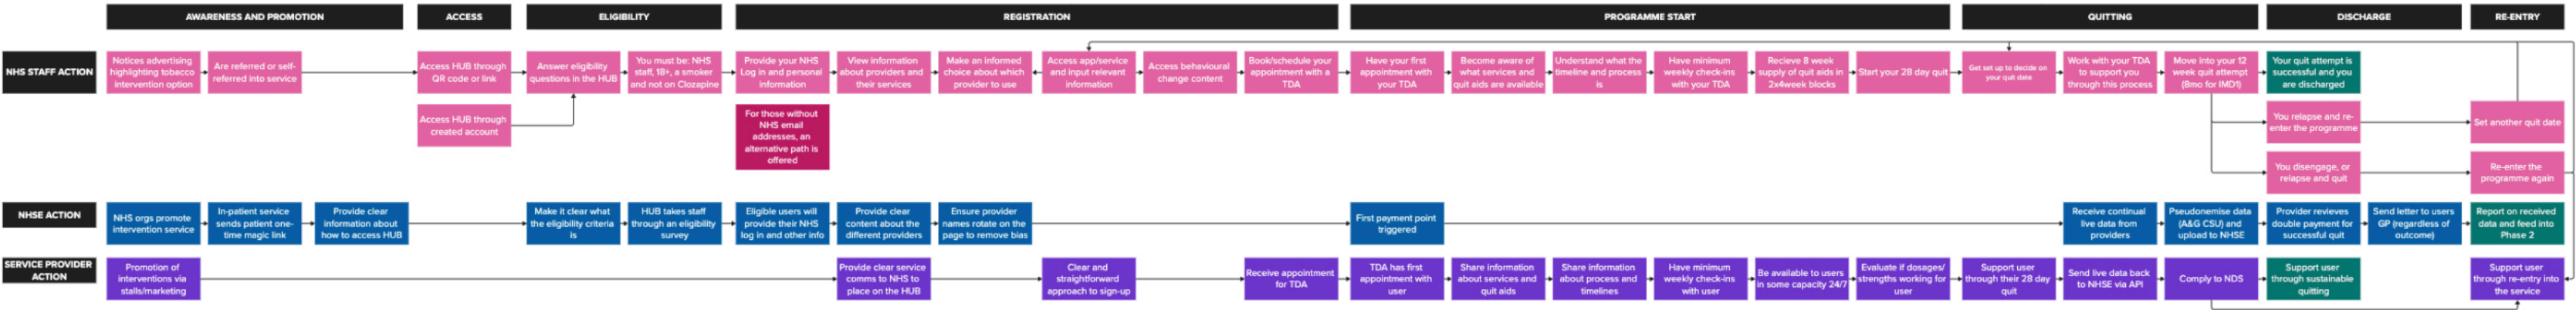 AWARENESS AND PROMOTION
ACCESS
ELIGIBILITY
REGISTRATION
PROGRAMME START
QUITTING
DISCHARGE
RE-ENTRY
NHS STAFF ACTION
Notices advertising
highlighting tobacco
intervention option
Are referred or self-
referred into service
Access HUB through
QR code or link
Answer eligibility
questions in the HUB
You must be: NHS
staff, 18+, a smoker
and not on Clozapine
Provide your NHS
Log in and personal
information
View information
about providers and
their services
Make an informed
choice about which
provider to use
Access app/service
and input relevant
information
Access behavioural
change content
Book/schedule your
appointment with a
TDA
Have your first
appointment with
your TDA
Become aware of
what services and
quit aids are available
Understand what the
timeline and process
is
Have minimum
weekly check-ins
with your TDA
Recieve 8 week
supply of quit aids in
2x4week blocks
Start your 28 day quit
Get set up to decide on
your quit date
Work with your TDA
to support you
through this process
Move into your 12
week quit attempt
(8mo for IMD1)
Your quit attempt is
successful and you
are discharged
Access HUB through
created account
For those without
NHS email
addresses, an
alternative path is
offered
You relapse and re-
enter the programme
Set another quit date
You disengage, or
relapse and quit
Re-enter the
programme again
NHSE ACTION
NHS orgs promote
intervention service
In-patient service
sends patient one-
time magic link
Provide clear
information about
how to access HUB
Make it clear what
the eligibility criteria
is
HUB takes staff
through an eligibility
survey
Eligible users will
provide their NHS
log in and other info
Provide clear
content about the
different providers
Ensure provider
names rotate on the
page to remove bias
First payment point
triggered
Receive continual
live data from
providers
Pseudonemise data
(A&G CSU) and
upload to NHSE
Provider revieves
double payment for
successful quit
Send letter to users
GP (regardless of
outcome)
Report on received
data and feed into
Phase 2
SERVICE PROVIDER
ACTION
Promotion of
interventions via
stalls/marketing
Provide clear service
comms to NHS to
place on the HUB
Clear and
straightforward
approach to sign-up
Receive appointment
for TDA
TDA has first
appointment with
user
Share information
about services and
quit aids
Share information
about process and
timelines
Have minimum
weekly check-ins
with user
Be available to users
in some capacity 24/7
Evaluate if dosages/
strengths working for
user
Support user
through their 28 day
quit
Send live data back
to NHSE via API
Comply to NDS
Support user
through sustainable
quitting
Support user
through re-entry into
the service